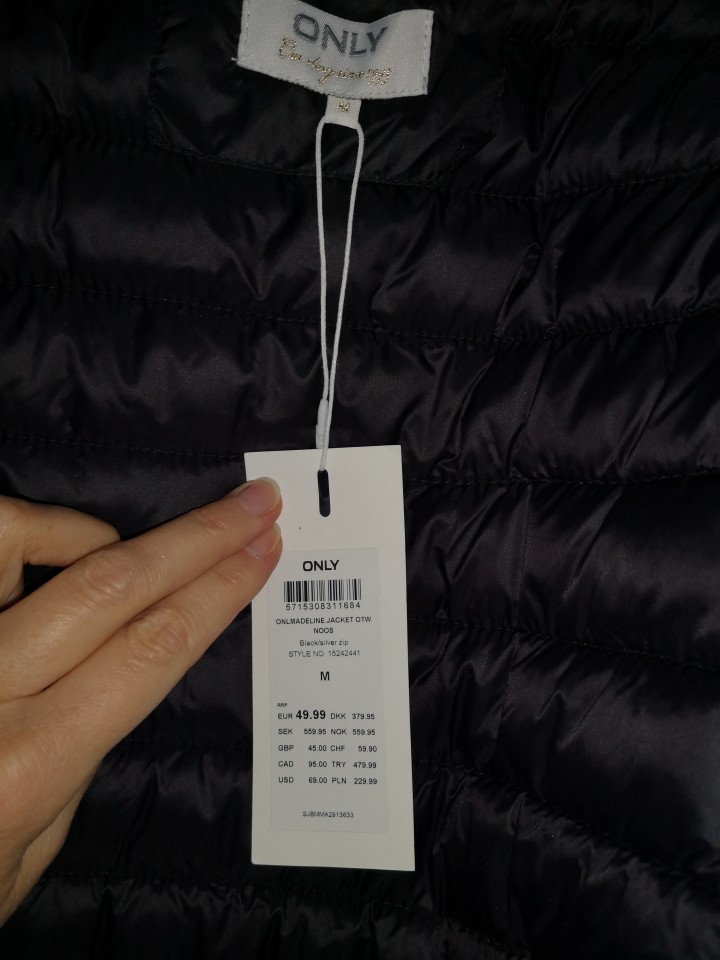 ONLY
M
ONLY
5715308311684
ONLMADELINE JACKET OTW
NOOS
Black/silver zip
STYLE NO. 15242441
M
RRP
EUR 49.99 DKK 379.95
SEK 559.95 NOK 559.95
GBP 45.00 CHF 59.90
CAD 95.00 TRY 479.99
USD 69.00 PLN 229.99
SJBMMA2913633